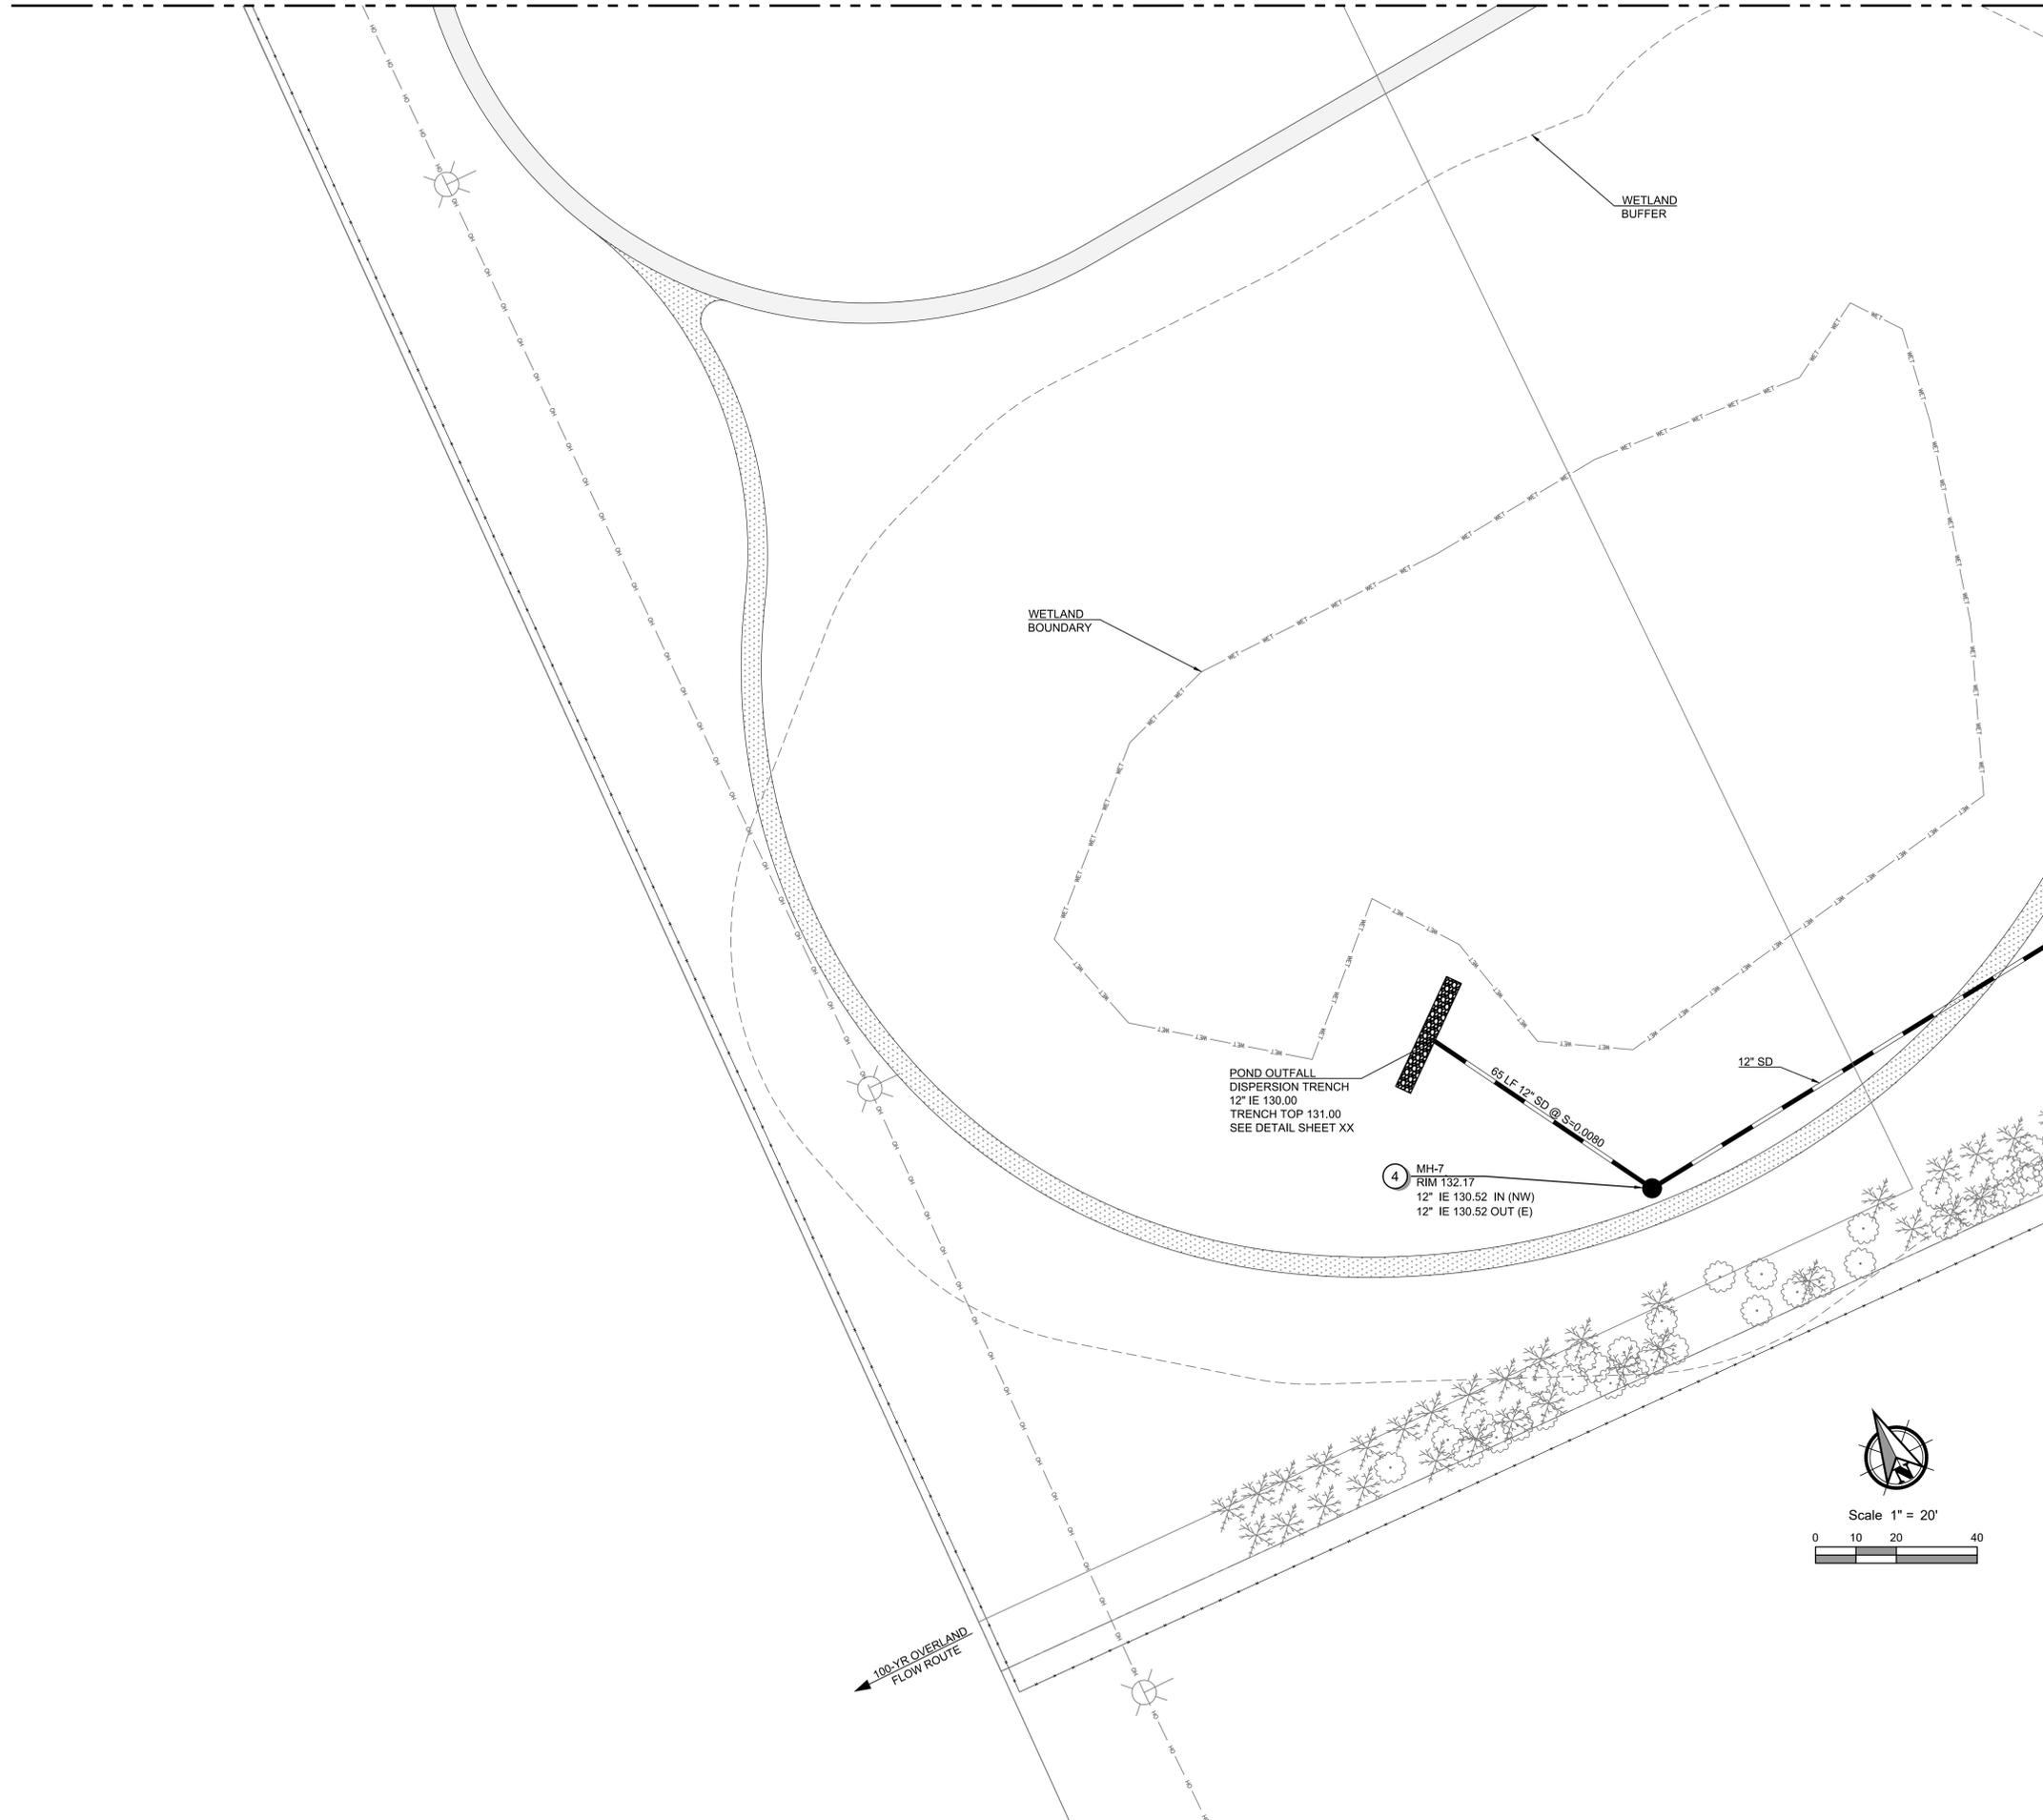 WETLAND
BUFFER
WETLAND
BOUNDARY
POND OUTFALL
DISPERSION TRENCH
12" IE 130.00
TRENCH TOP 131.00
SEE DETAIL SHEET XX
65 LF 12" SD @ S=0.0080
12" SD
4
MH-7
RIM 132.17
12" IE 130.52 IN (NW)
12" IE 130.52 OUT (E)
100-YR OVERLAND
FLOW ROUTE
N
Scale 1" = 20'
0 10 20 40